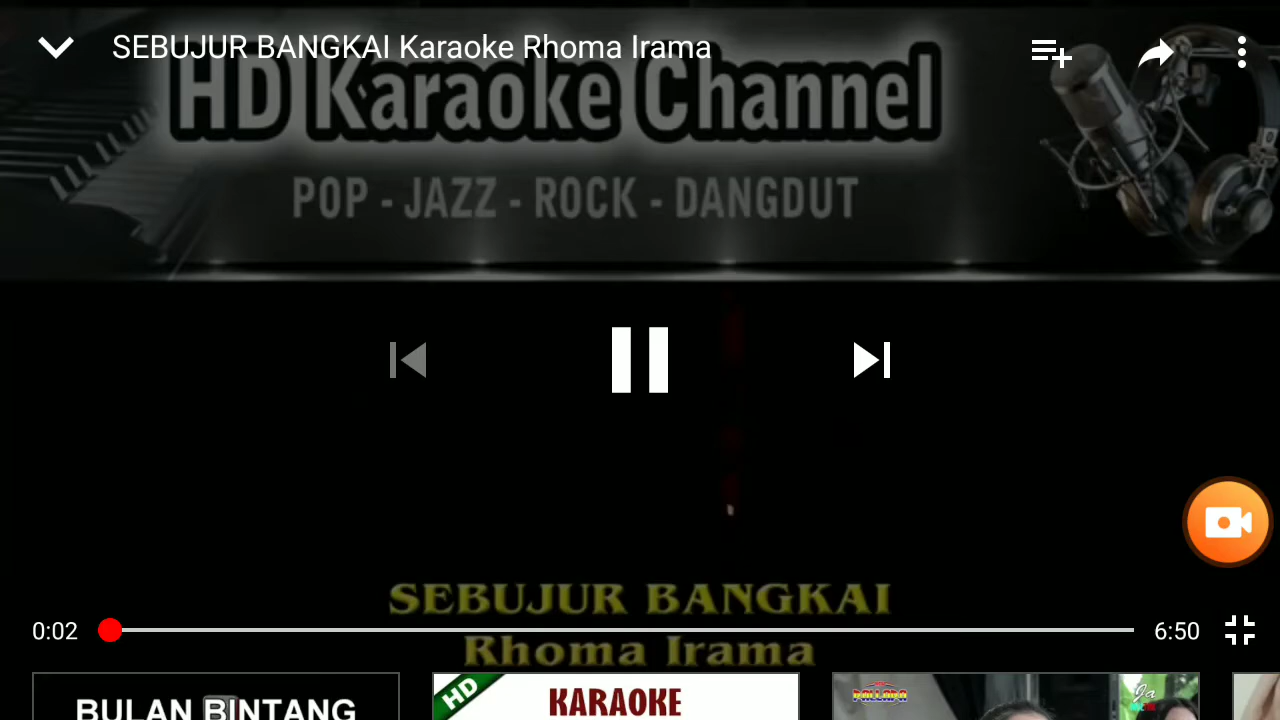 SEBUJUR BANGKAI Karaoke Rhoma Irama
HD Karaoke Channel
POP - JAZZ - ROCK - DANGDUT
SEBUJUR BANGKAI
0:02
6:50
Rhoma Irama
BULAN BINTANG
HD
KARAOKE
PALLAPA